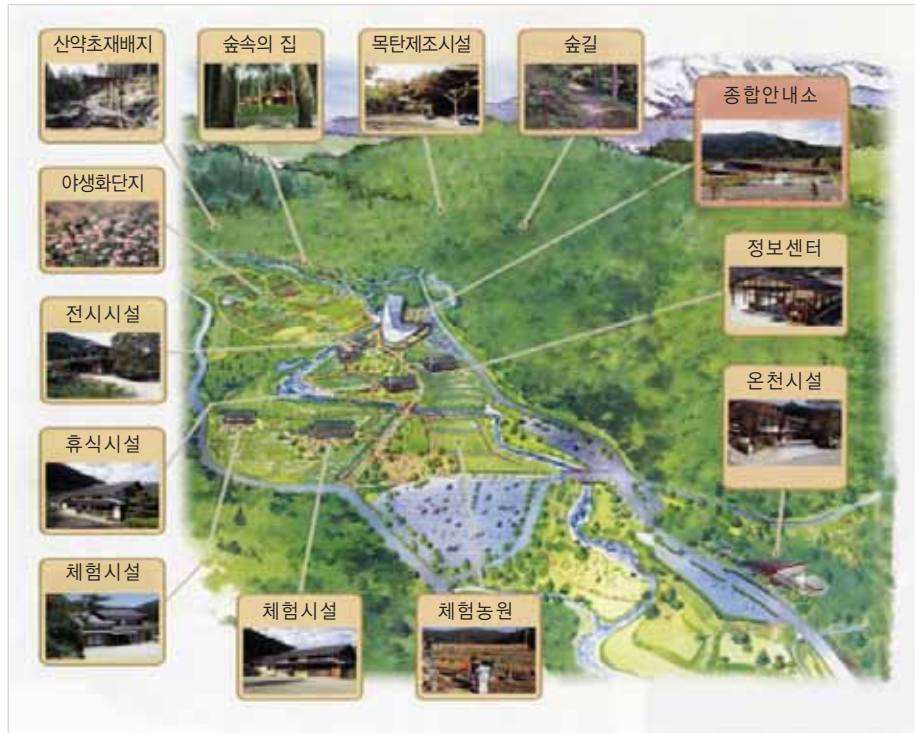 산약초재배지
숲속의 집
목탄제조시설
숲길
종합안내소
야생화단지
정보센터
전시시설
온천시설
휴식시설
체험시설
체험시설
체험농원